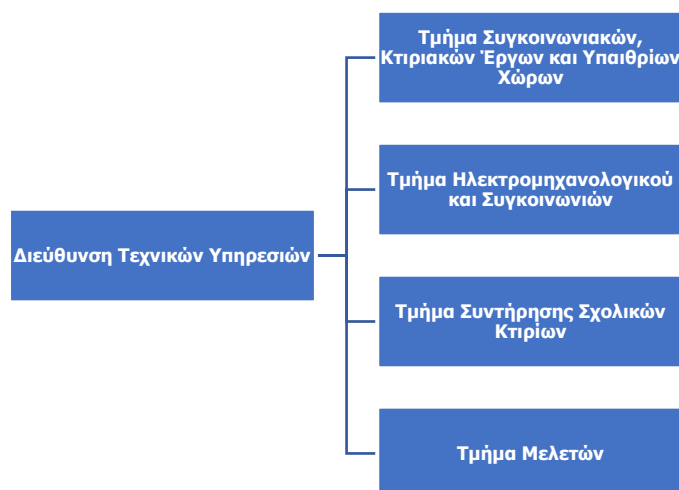 Τμήμα Συγκοινωνιακών,
Κτιριακών Έργων και Υπαιθρίων
Χώρων
Τμήμα Ηλεκτρομηχανολογικού
και Συγκοινωνιών
Διεύθυνση Τεχνικών Υπηρεσιών
Τμήμα Συντήρησης Σχολικών
Κτιρίων
Τμήμα Μελετών